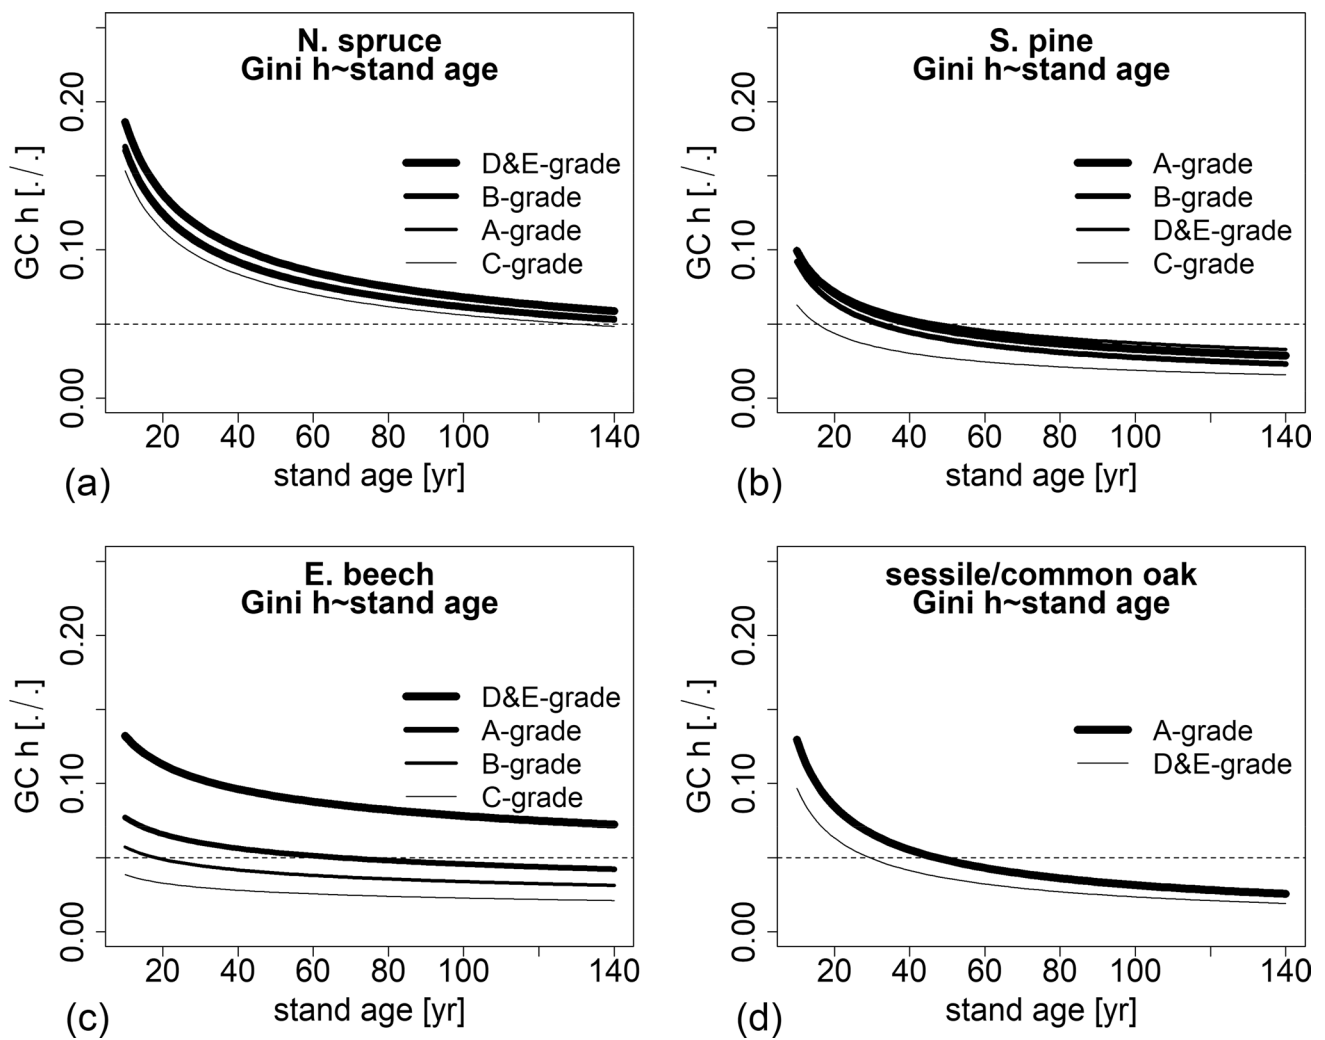 N. spruce
Gini h~stand age
GC h [./.]
0.00 0.10 0.20
D&E-grade
B-grade
A-grade
C-grade
20 40 60 80 100 140
stand age [yr]
(a)
S. pine
Gini h~stand age
GC h [./.]
0.00 0.10 0.20
A-grade
B-grade
D&E-grade
C-grade
20 40 60 80 100 140
stand age [yr]
(b)
E. beech
Gini h~stand age
GC h [./.]
0.00 0.10 0.20
D&E-grade
A-grade
B-grade
C-grade
20 40 60 80 100 140
stand age [yr]
(c)
sessile/common oak
Gini h~stand age
GC h [./.]
0.00 0.10 0.20
A-grade
D&E-grade
20 40 60 80 100 140
stand age [yr]
(d)